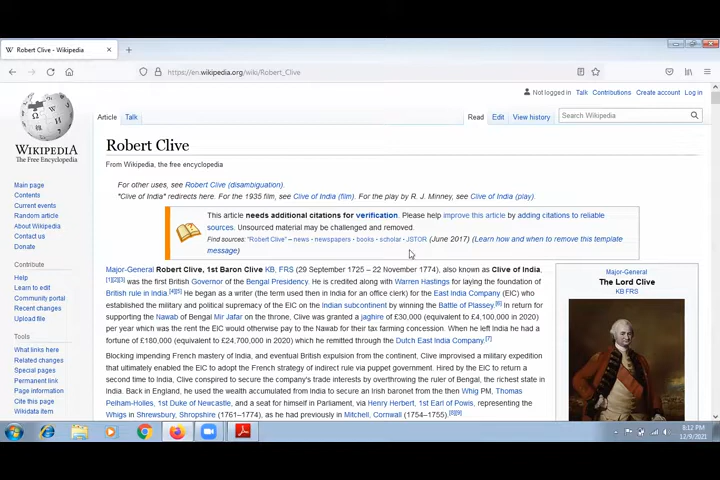 Robert Clive - Wikipedia
https://en.wikipedia.org/wiki/Robert_Clive
Not logged in Talk Contributions Create account Log in
Article Talk Read Edit View history Search Wikipedia
WIKIPEDIA
The Free Encyclopedia
Main page
Contents
Current events
Random article
About Wikipedia
Contact us
Donate
Contribute
Help
Learn to edit
Community portal
Recent changes
Upload file
Tools
What links here
Related changes
Special pages
Permanent link
Page information
Cite this page
Wikidata item
Robert Clive
From Wikipedia, the free encyclopedia
For other uses, see Robert Clive (disambiguation).
"Clive of India" redirects here. For the 1935 film, see Clive of India (film). For the play by R. J. Minney, see Clive of India (play).
This article needs additional citations for verification. Please help improve this article by adding citations to reliable
sources. Unsourced material may be challenged and removed.
Find sources: "Robert Clive" – news · newspapers · books · scholar · JSTOR (June 2017) (Learn how and when to remove this template
message)
Major-General Robert Clive, 1st Baron Clive KB, FRS (29 September 1725 – 22 November 1774), also known as Clive of India,
[1][2][3] was the first British Governor of the Bengal Presidency. He is credited along with Warren Hastings for laying the foundation of
British rule in India.[4][5] He began as a writer (the term used then in India for an office clerk) for the East India Company (EIC) who
established the military and political supremacy of the EIC on the Indian subcontinent by winning the Battle of Plassey.[6] In return for
supporting the Nawab of Bengal Mir Jafar on the throne, Clive was granted a jaghire of £30,000 (equivalent to £4,100,000 in 2020)
per year which was the rent the EIC would otherwise pay to the Nawab for their tax farming concession. When he left India he had a
fortune of £180,000 (equivalent to £24,700,000 in 2020) which he remitted through the Dutch East India Company.[7]
Blocking impending French mastery of India, and eventual British expulsion from the continent, Clive improvised a military expedition
that ultimately enabled the EIC to adopt the French strategy of indirect rule via puppet government. Hired by the EIC to return a
second time to India, Clive conspired to secure the company's trade interests by overthrowing the ruler of Bengal, the richest state in
India. Back in England, he used the wealth accumulated from India to secure an Irish barony from the then Whig PM, Thomas
Pelham-Holles, 1st Duke of Newcastle, and a seat for himself in Parliament, via Henry Herbert, 1st Earl of Powis, representing the
Whigs in Shrewsbury, Shropshire (1761–1774), as he had previously in Mitchell, Cornwall (1754–1755).[8][9]
Major-General
The Lord Clive
KB FRS
8:12 PM
12/9/2021